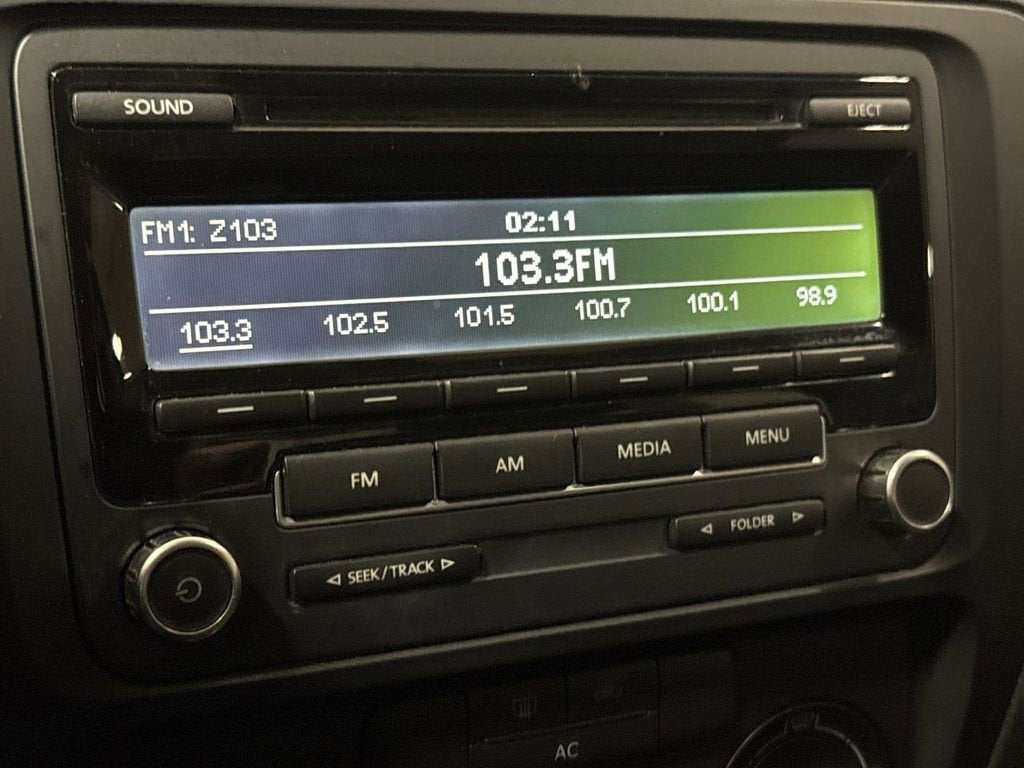 SOUND
EJECT
FM1: Z103 02:11
103.3FM
103.3 102.5 101.5 100.7 100.1 98.9
FM AM MEDIA MENU
◁ SEEK/TRACK ▷ ◁ FOLDER ▷
AC